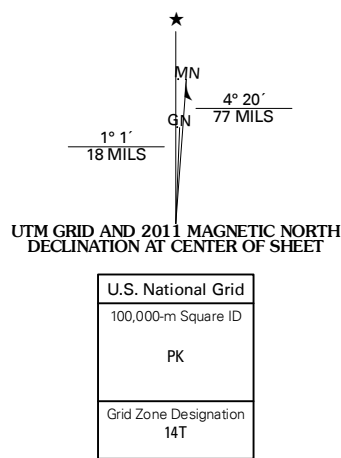 MN
GN
4° 20´
77 MILS
1° 1´
18 MILS
UTM GRID AND 2011 MAGNETIC NORTH
DECLINATION AT CENTER OF SHEET
U.S. National Grid
100,000-m Square ID
PK
Grid Zone Designation
14T